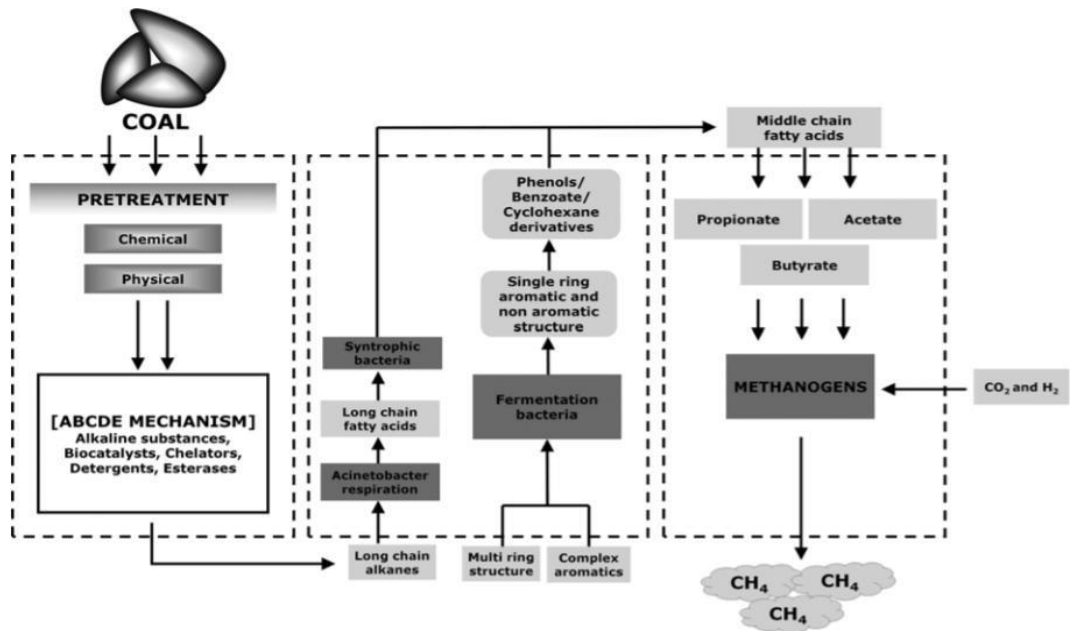 COAL
PRETREATMENT
Chemical
Physical
[ABCDE MECHANISM]
Alkaline substances,
Biocatalysts, Chelators,
Detergents, Esterases
Syntrophic
bacteria
Long chain
fatty acids
Acinetobacter
respiration
Long chain
alkanes
Phenols/
Benzoate/
Cyclohexane
derivatives
Single ring
aromatic and
non aromatic
structure
Fermentation
bacteria
Multi ring
structure
Complex
aromatics
Middle chain
fatty acids
Propionate
Acetate
Butyrate
METHANOGENS
CO₂ and H₂
CH₄
CH₄
CH₄